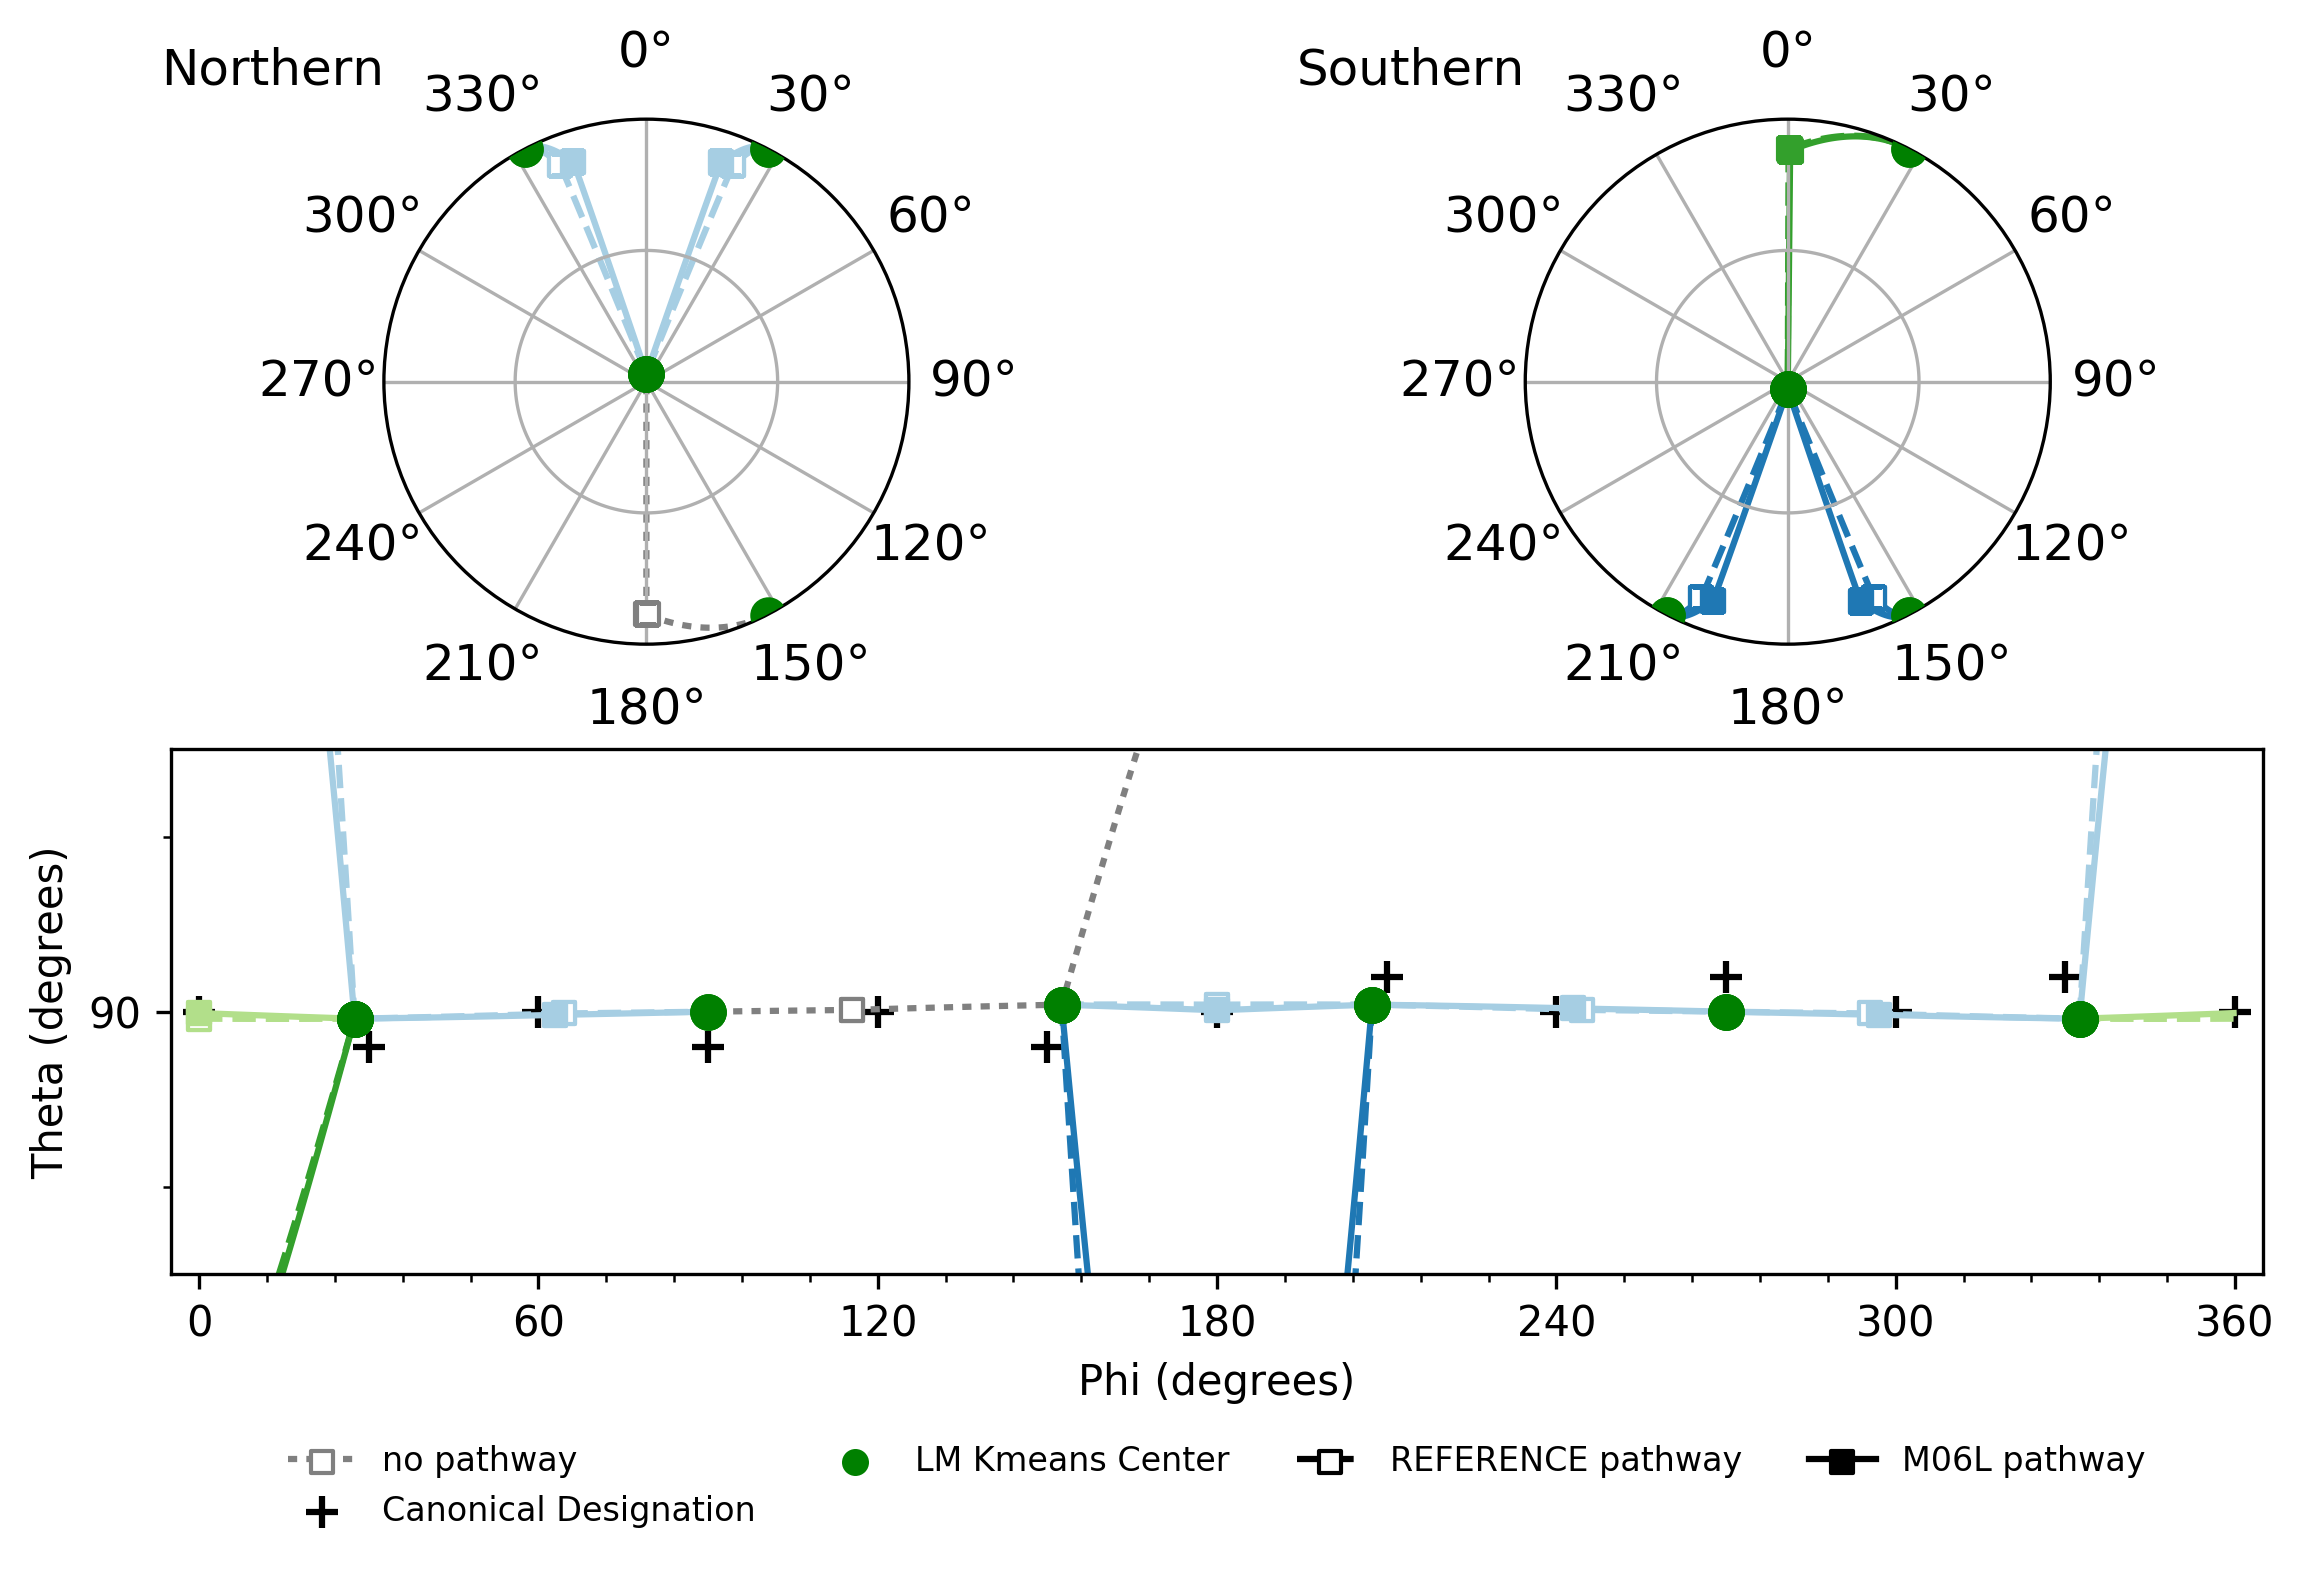 Northern
0°
330°
30°
300°
60°
270°
90°
240°
120°
210°
150°
180°
Southern
0°
330°
30°
300°
60°
270°
90°
240°
120°
210°
150°
180°
Theta (degrees)
90
0 60 120 180 240 300 360
Phi (degrees)
no pathway
Canonical Designation
LM Kmeans Center
REFERENCE pathway
M06L pathway